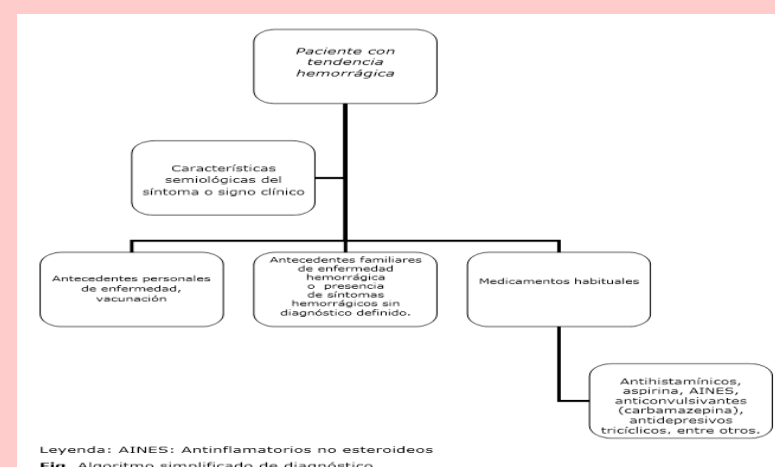 Paciente con
tendencia
hemorrágica
Características
semiológicas del
síntoma o signo clínico
Antecedentes personales
de enfermedad,
vacunación
Antecedentes familiares
de enfermedad
hemorrágica
o presencia
de síntomas
hemorrágicos sin
diagnóstico definido.
Medicamentos habituales
Antihistamínicos,
aspirina, AINES,
anticonvulsivantes
(carbamazepina),
antidepresivos
tricíclicos, entre otros.
Leyenda: AINES: Antinflamatorios no esteroideos
Fig. Algoritmo simplificado de diagnóstico